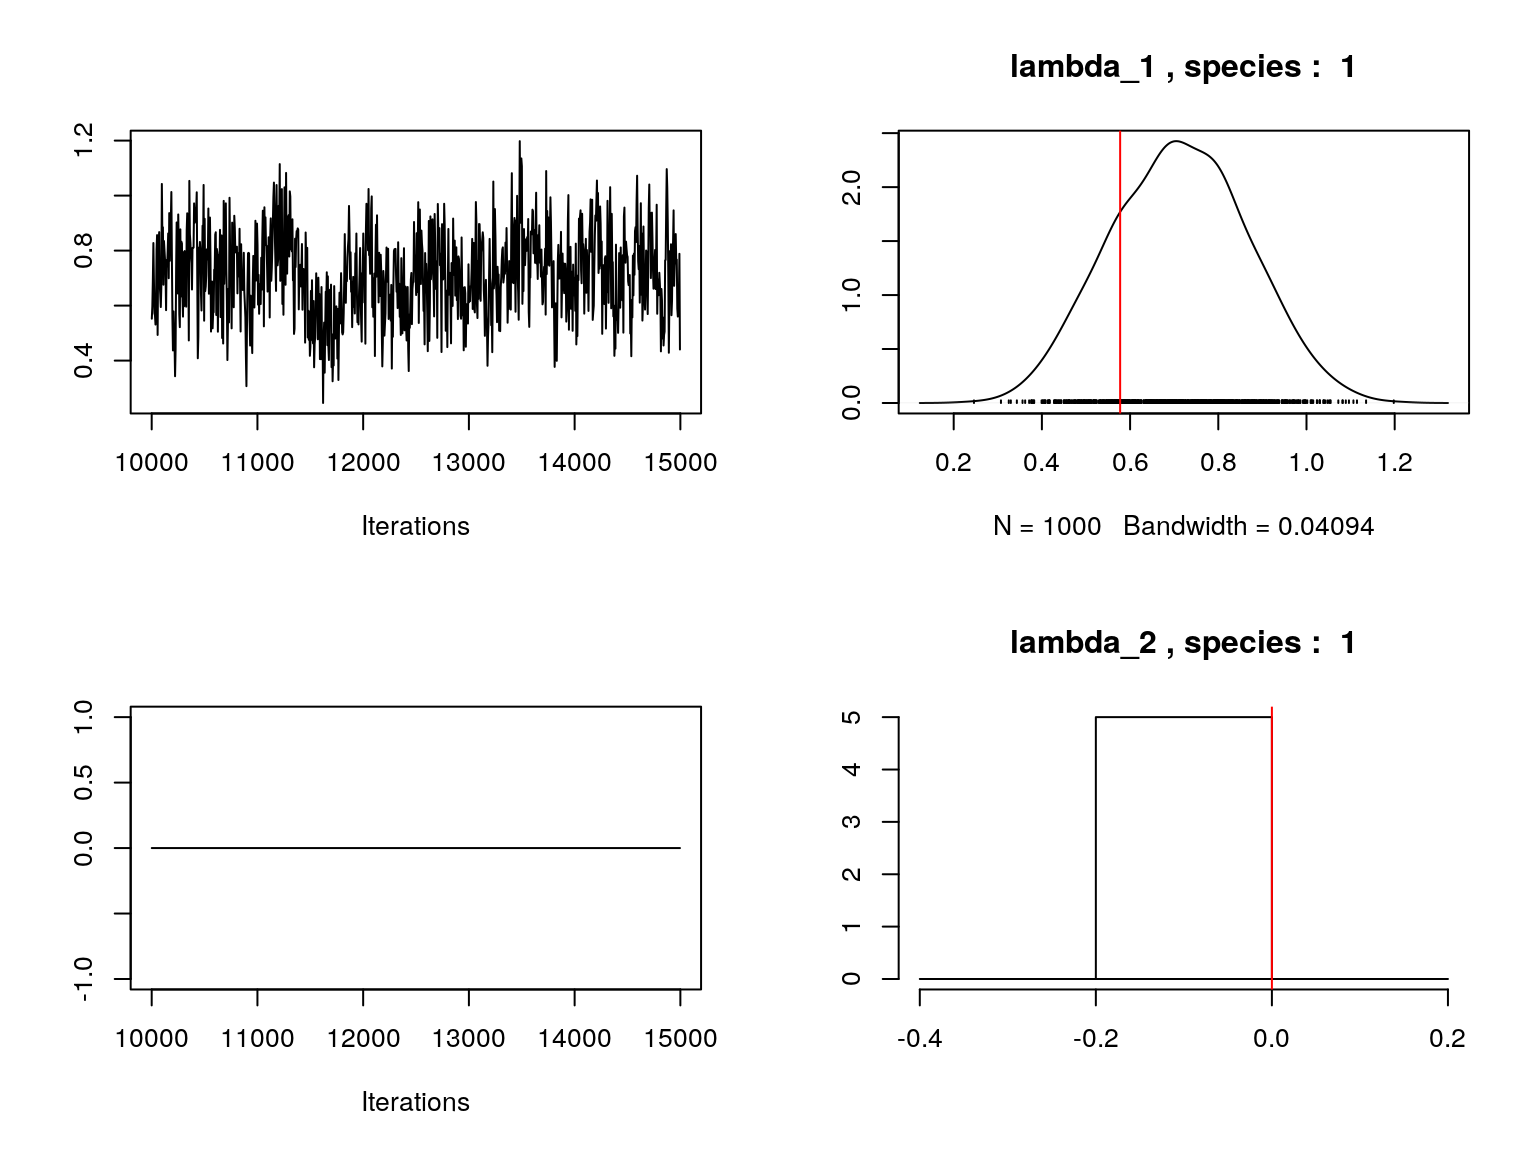 lambda_1 , species :  1
1.2
0.8
0.4
10000 11000 12000 13000 14000 15000
Iterations
2.0
1.0
0.0
0.2 0.4 0.6 0.8 1.0 1.2
N = 1000   Bandwidth = 0.04094
lambda_2 , species :  1
1.0
0.5
0.0
-1.0
10000 11000 12000 13000 14000 15000
Iterations
5
4
3
2
1
0
-0.4 -0.2 0.0 0.2